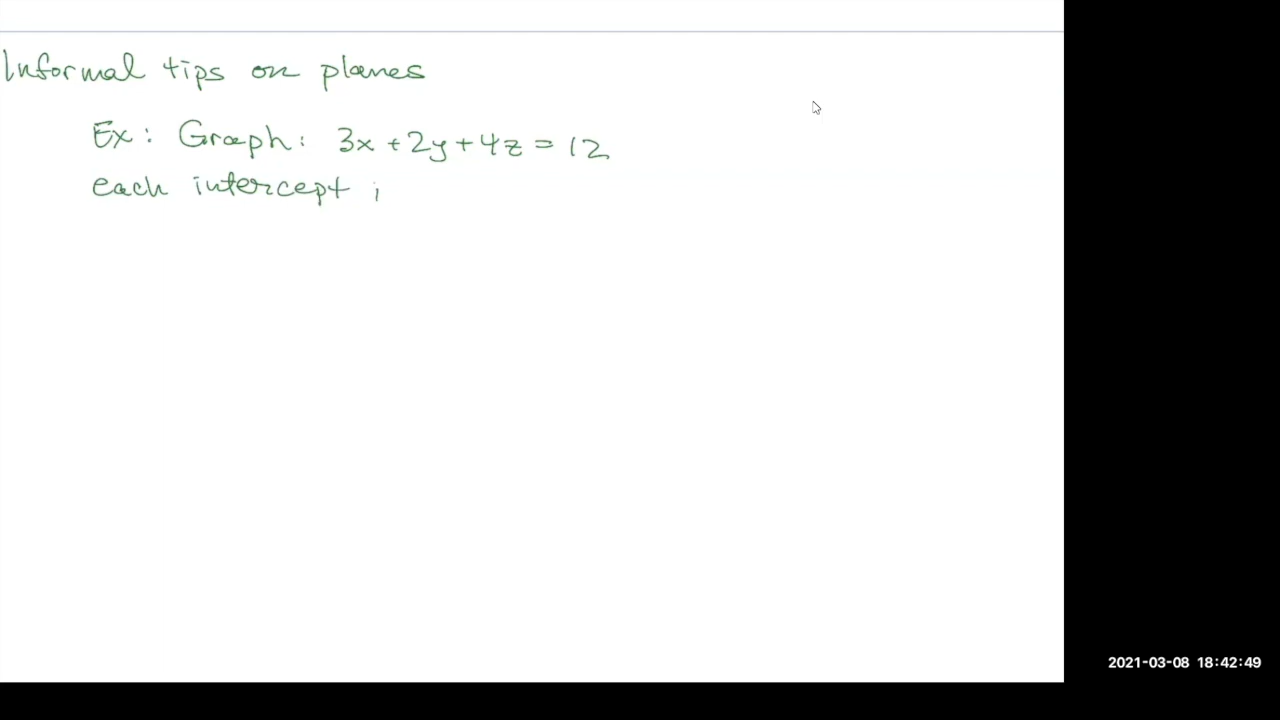 Informal tips on planes
Ex: Graph: 3x + 2y + 4z = 12
each intercept i
2021-03-08 18:42:49